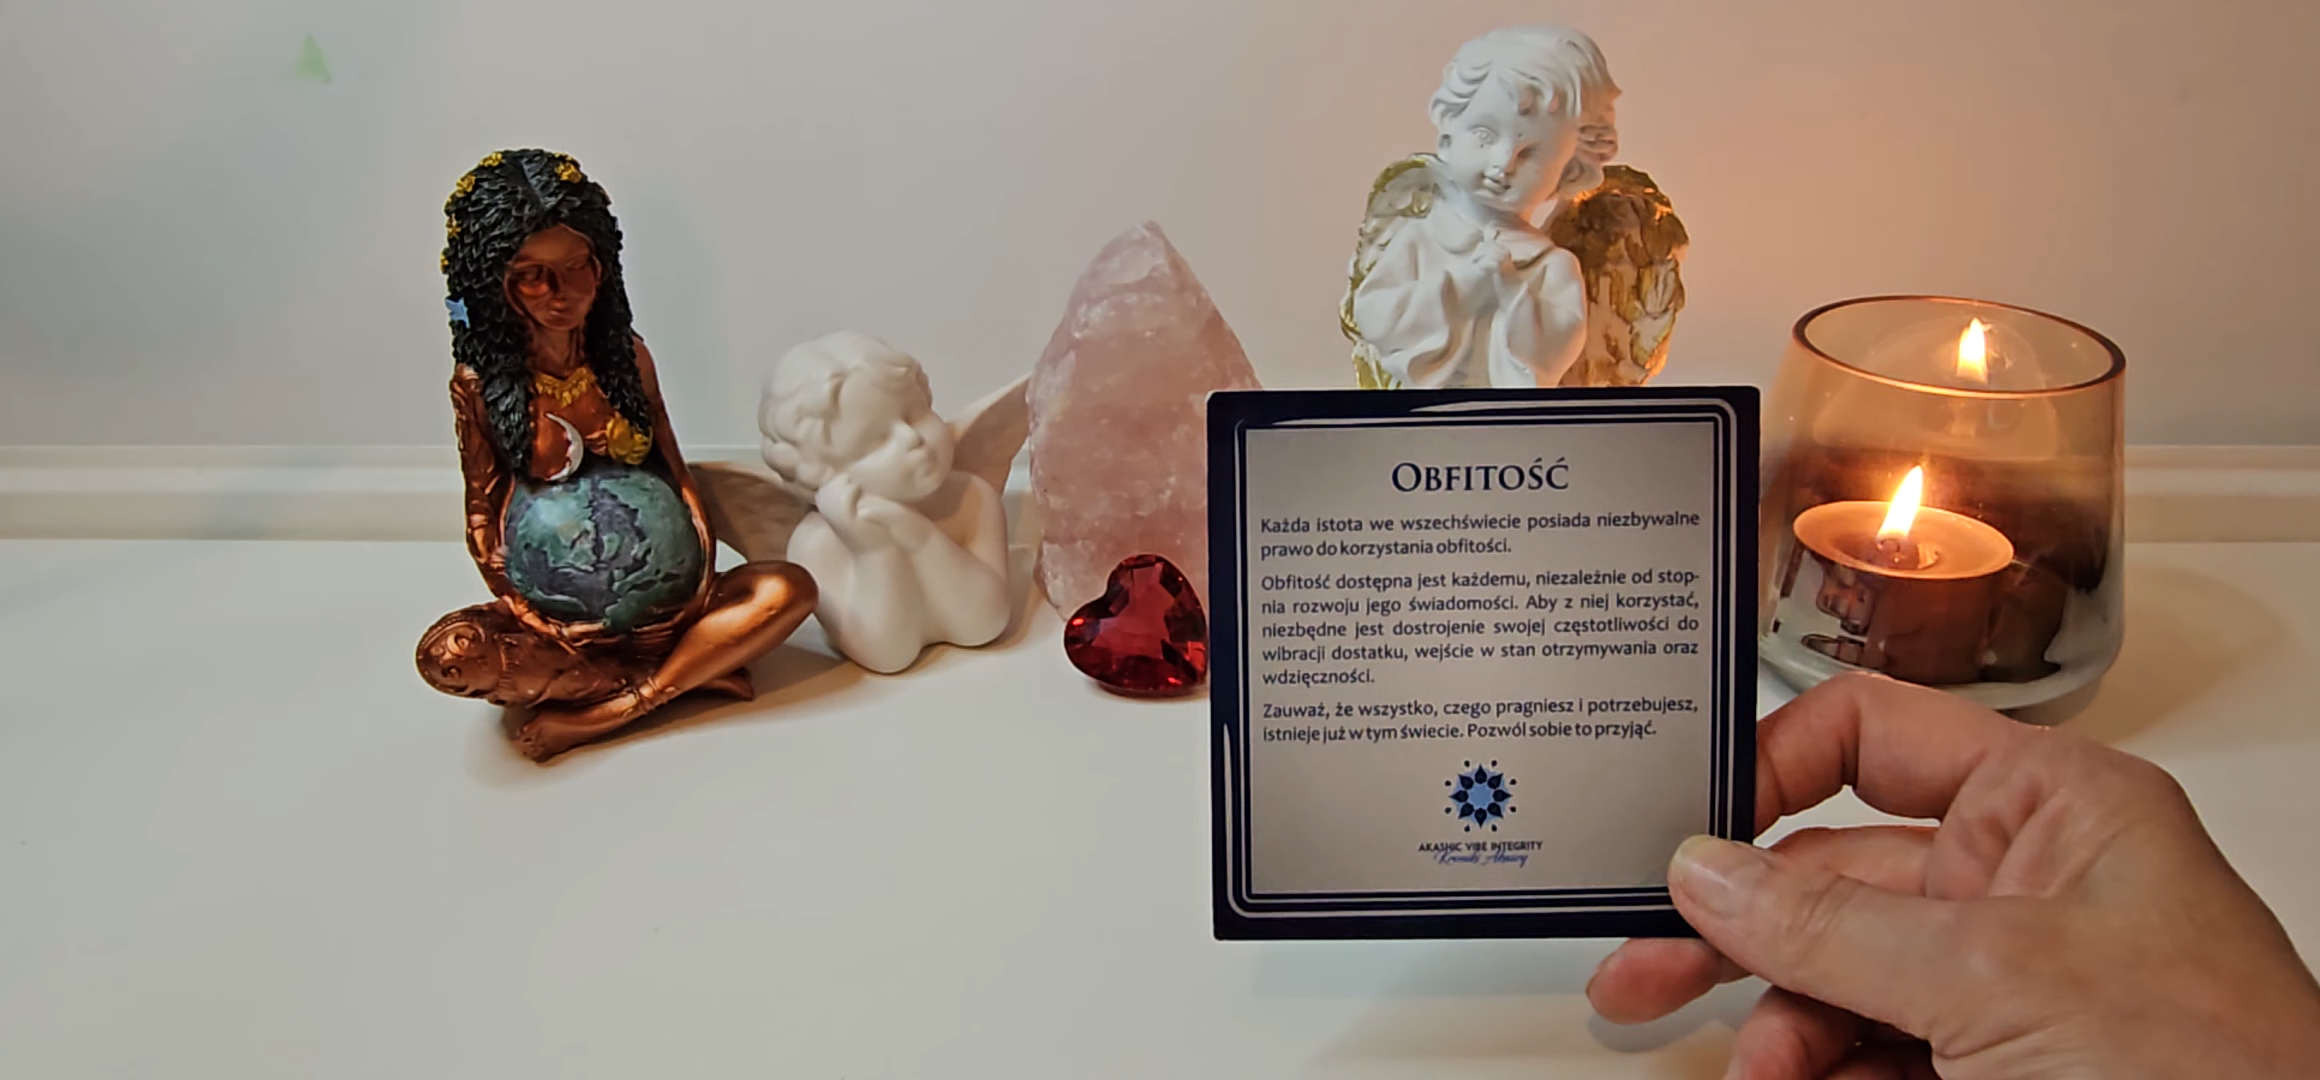 OBFITOŚĆ
Każda istota we wszechświecie posiada niezbywalne
prawo do korzystania obfitości.
Obfitość dostępna jest każdemu, niezależnie od stop-
nia rozwoju jego świadomości. Aby z niej korzystać,
niezbędne jest dostrojenie swojej częstotliwości do
wibracji dostatku, wejście w stan otrzymywania oraz
wdzięczności.
Zauważ, że wszystko, czego pragniesz i potrzebujesz,
istnieje już w tym świecie. Pozwól sobie to przyjąć.
AKASHIC VIBE INTEGRITY
Kroniki Akaszy